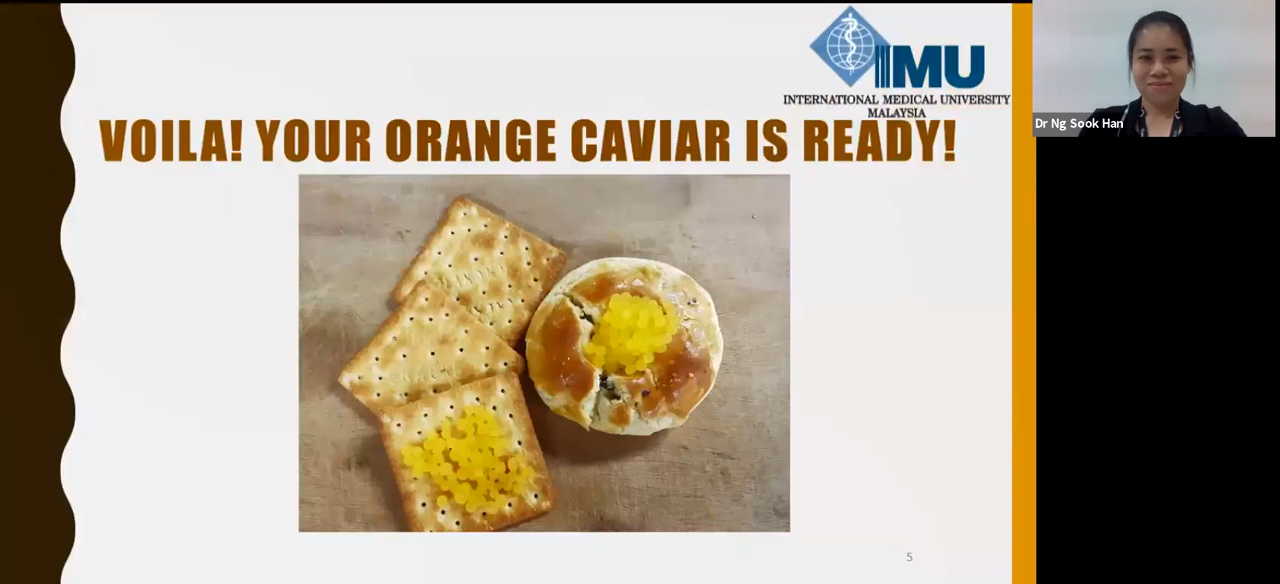 IMU
INTERNATIONAL MEDICAL UNIVERSITY
MALAYSIA
Dr Ng Sook Han
VOILA! YOUR ORANGE CAVIAR IS READY!
5